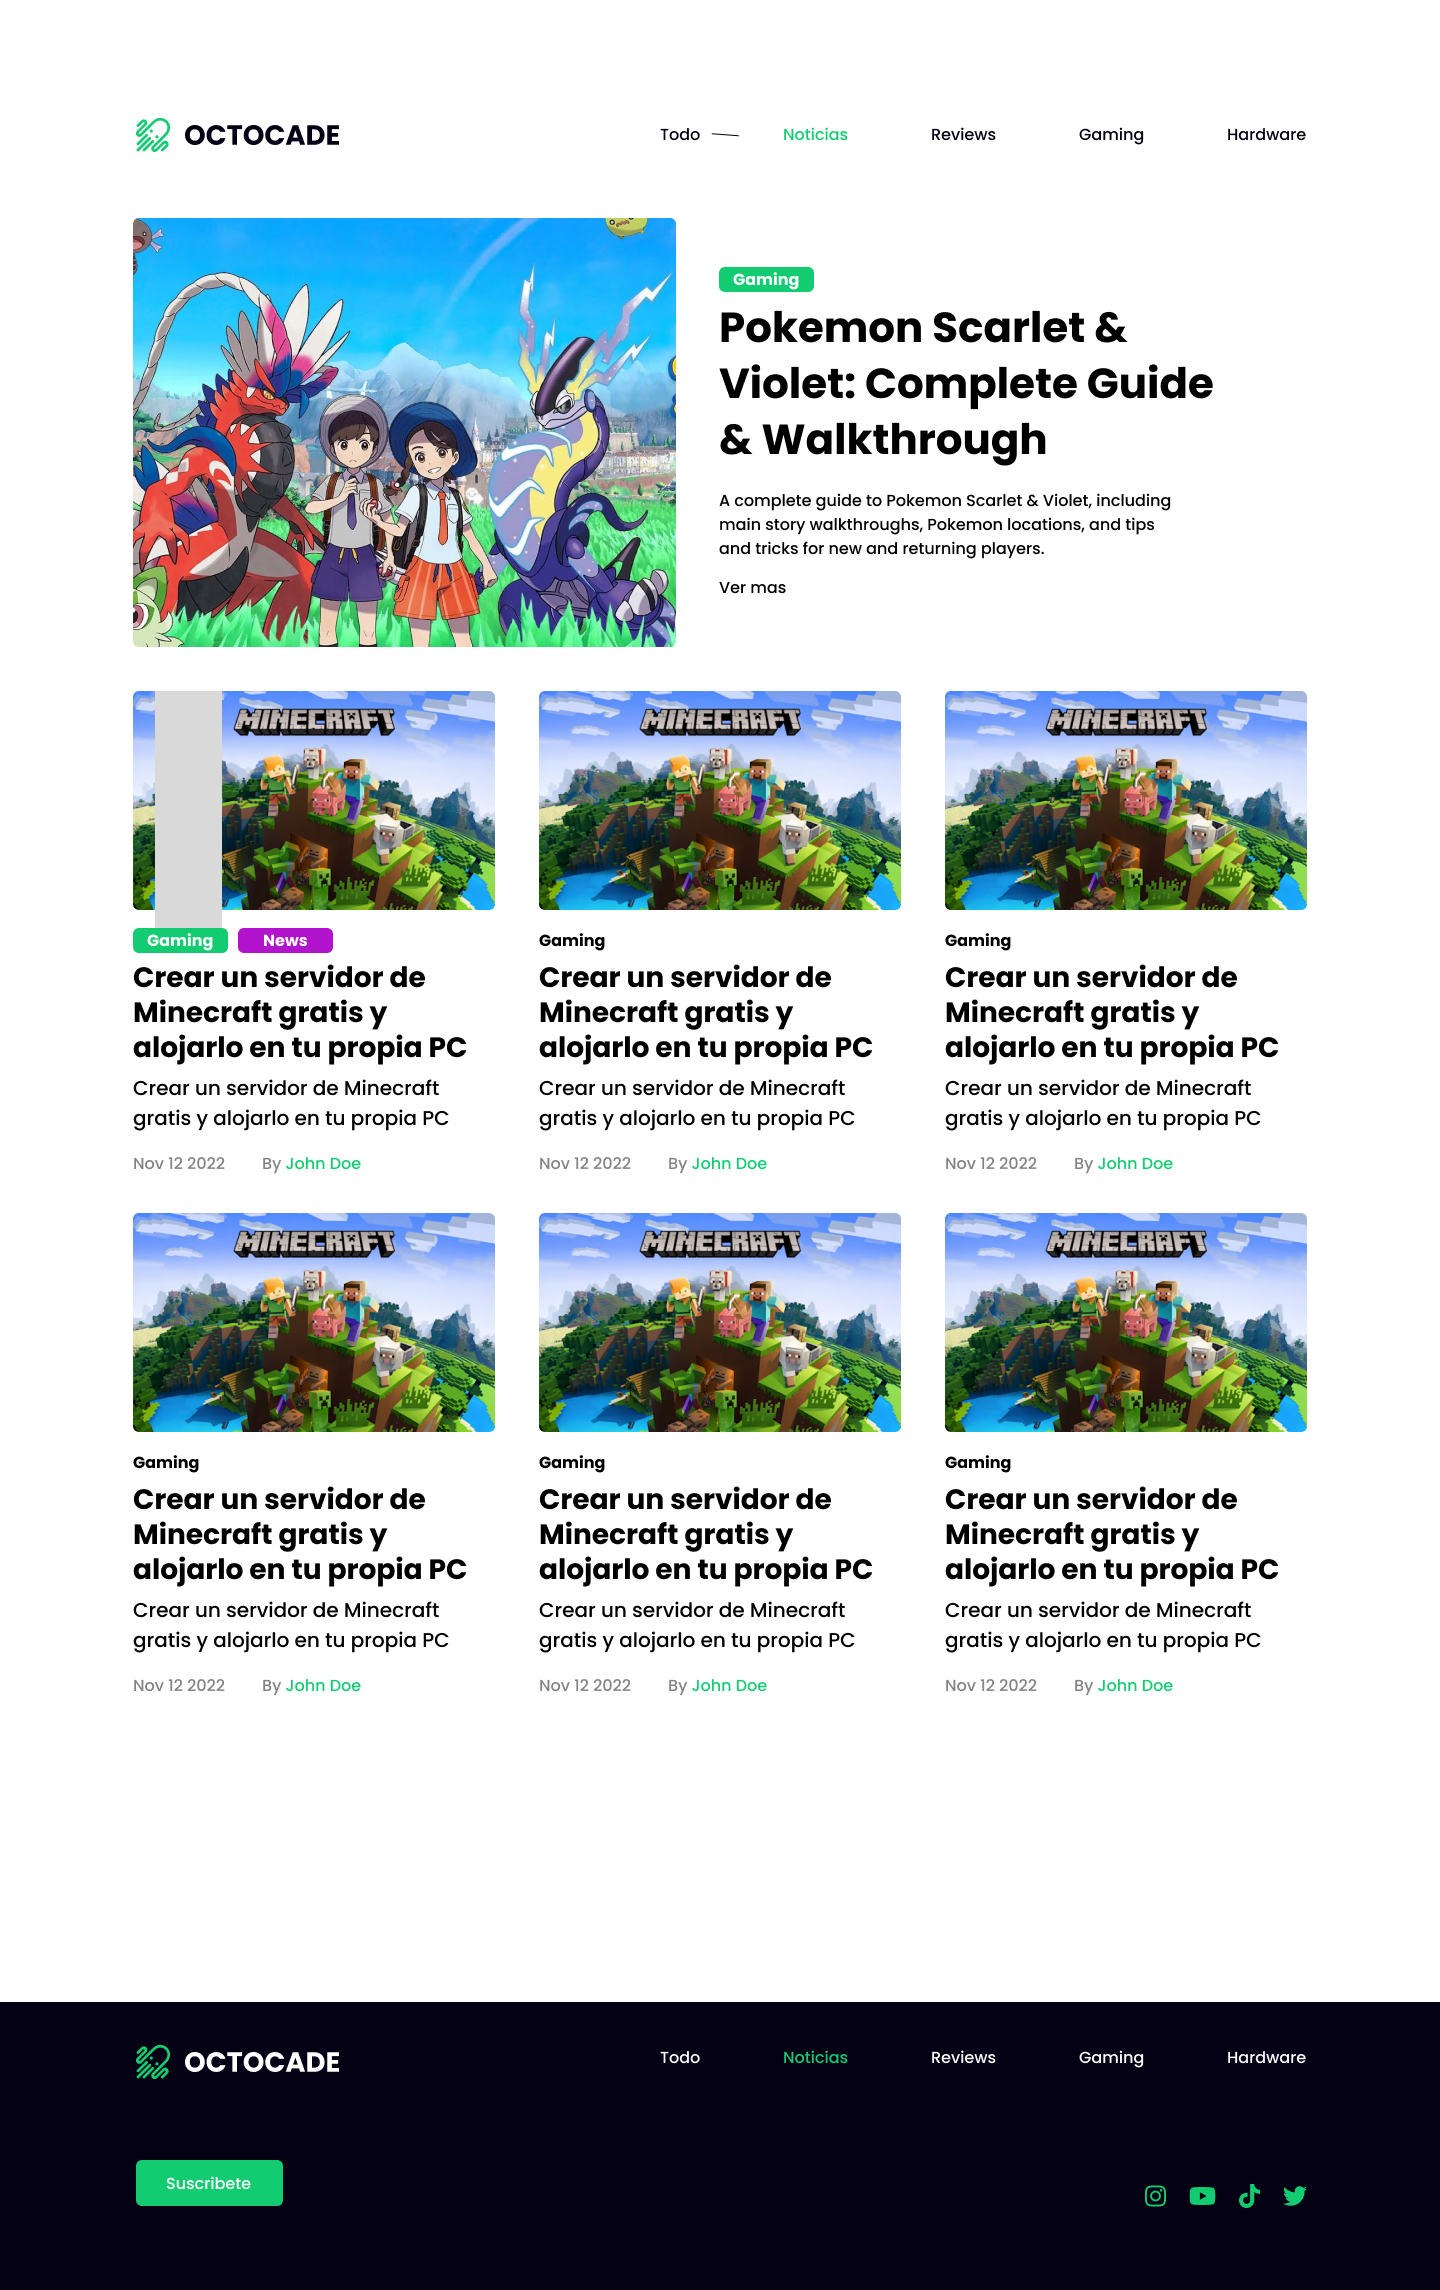 OCTOCADE
Todo
Noticias
Reviews
Gaming
Hardware
Gaming
Pokemon Scarlet &
Violet: Complete Guide
& Walkthrough
A complete guide to Pokemon Scarlet & Violet, including
main story walkthroughs, Pokemon locations, and tips
and tricks for new and returning players.
Ver mas
MINECRAFT
Gaming
News
Crear un servidor de
Minecraft gratis y
alojarlo en tu propia PC
Crear un servidor de Minecraft
gratis y alojarlo en tu propia PC
Nov 12 2022
By John Doe
MINECRAFT
Gaming
Crear un servidor de
Minecraft gratis y
alojarlo en tu propia PC
Crear un servidor de Minecraft
gratis y alojarlo en tu propia PC
Nov 12 2022
By John Doe
MINECRAFT
Gaming
Crear un servidor de
Minecraft gratis y
alojarlo en tu propia PC
Crear un servidor de Minecraft
gratis y alojarlo en tu propia PC
Nov 12 2022
By John Doe
MINECRAFT
Gaming
Crear un servidor de
Minecraft gratis y
alojarlo en tu propia PC
Crear un servidor de Minecraft
gratis y alojarlo en tu propia PC
Nov 12 2022
By John Doe
MINECRAFT
Gaming
Crear un servidor de
Minecraft gratis y
alojarlo en tu propia PC
Crear un servidor de Minecraft
gratis y alojarlo en tu propia PC
Nov 12 2022
By John Doe
MINECRAFT
Gaming
Crear un servidor de
Minecraft gratis y
alojarlo en tu propia PC
Crear un servidor de Minecraft
gratis y alojarlo en tu propia PC
Nov 12 2022
By John Doe
OCTOCADE
Todo
Noticias
Reviews
Gaming
Hardware
Suscribete